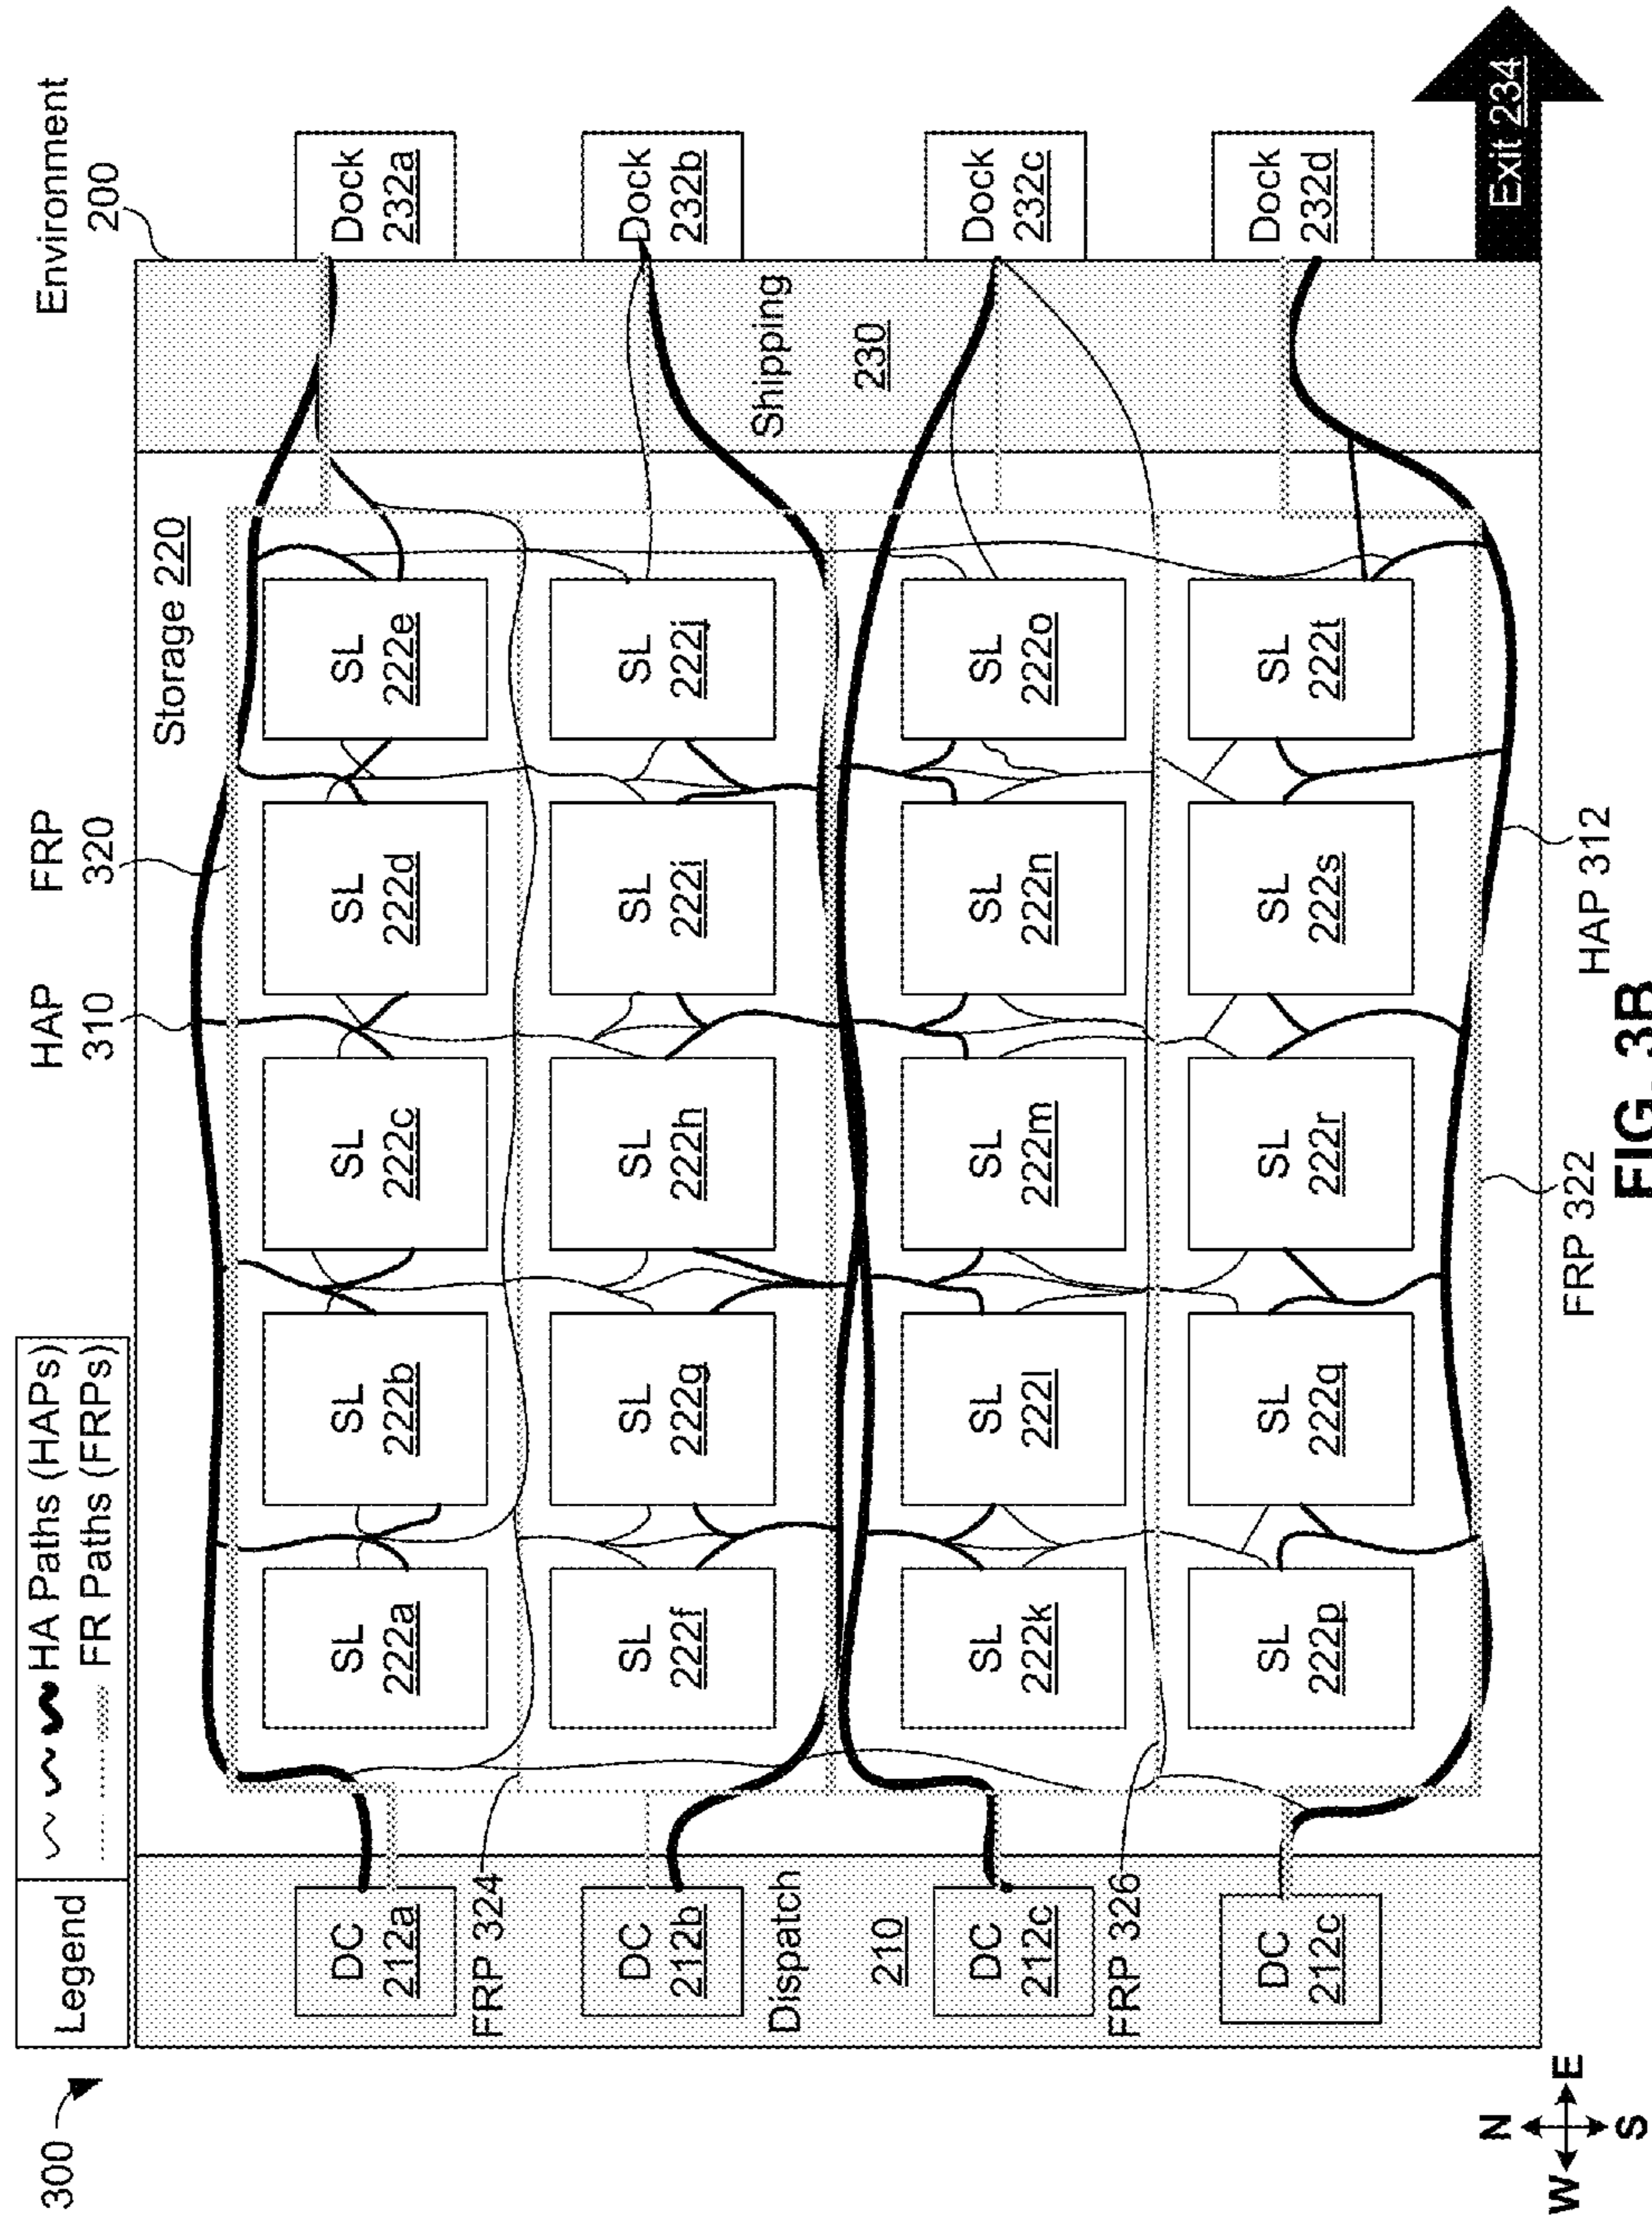 300
Legend
HA Paths (HAPs)
FR Paths (FRPs)
HAP
310
FRP
320
Environment
200
Storage 220
DC
212a
SL
222a
SL
222b
SL
222c
SL
222d
SL
222e
Dock
232a
FRP 324
DC
212b
SL
222f
SL
222g
SL
222h
SL
222i
SL
222j
Dock
232b
Dispatch
210
Shipping
230
DC
212c
SL
222k
SL
222l
SL
222m
SL
222n
SL
222o
Dock
232c
FRP 326
DC
212c
SL
222p
SL
222q
SL
222r
SL
222s
SL
222t
Dock
232d
Exit 234
N
W
E
S
FRP 322
HAP 312
FIG. 3B